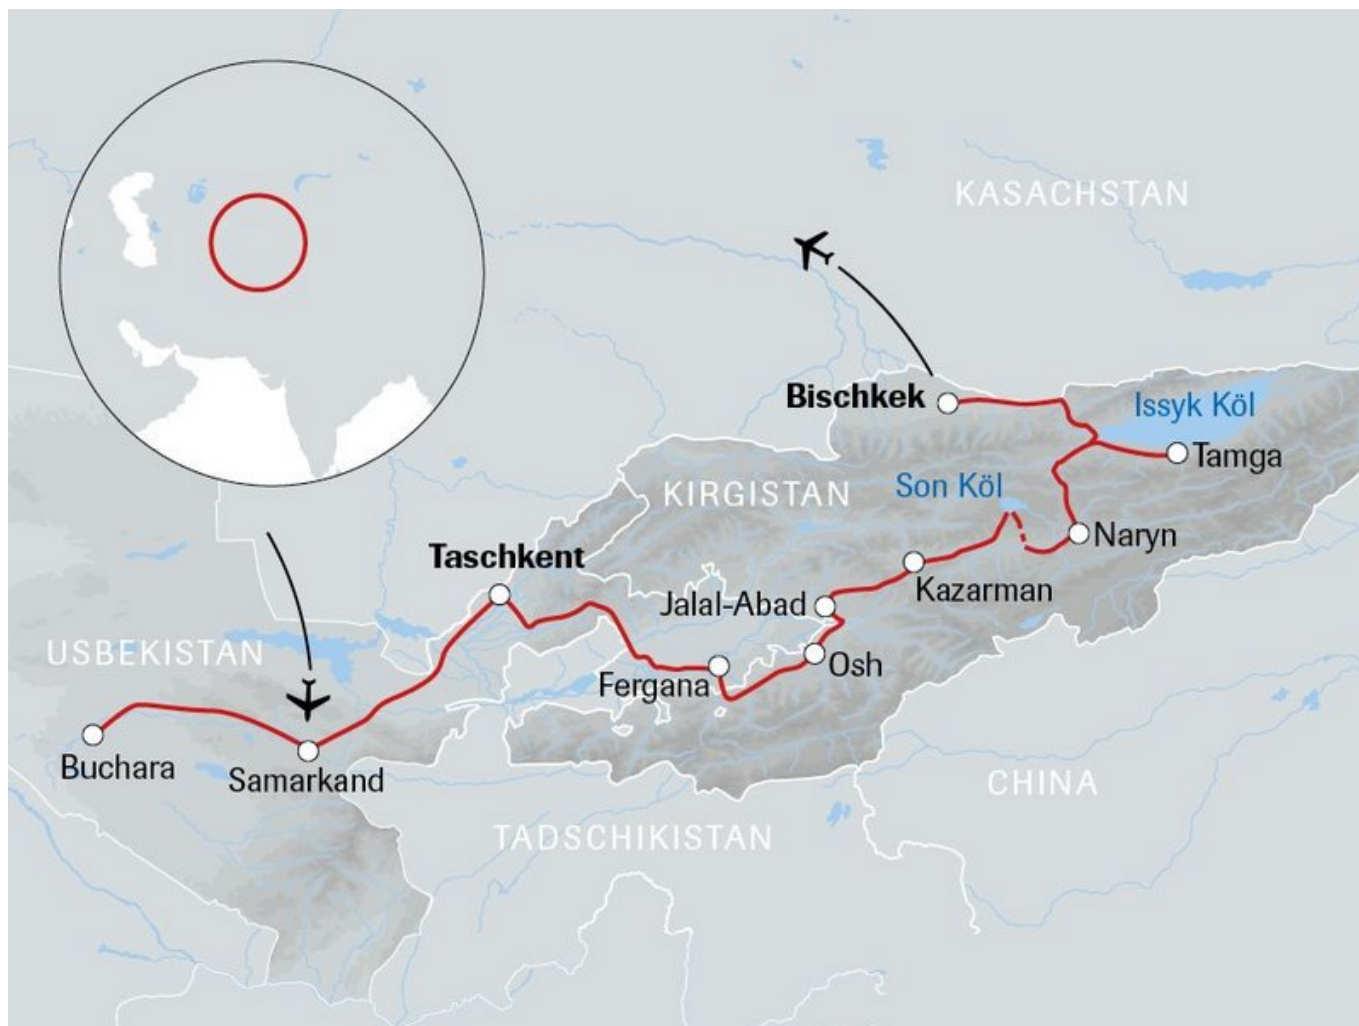 KASACHSTAN
Bischkek
Issyk Köl
Tamga
Son Köl
KIRGISTAN
Naryn
Taschkent
Kazarman
Jalal-Abad
USBEKISTAN
Osh
Fergana
Buchara
Samarkand
CHINA
TADSCHIKISTAN